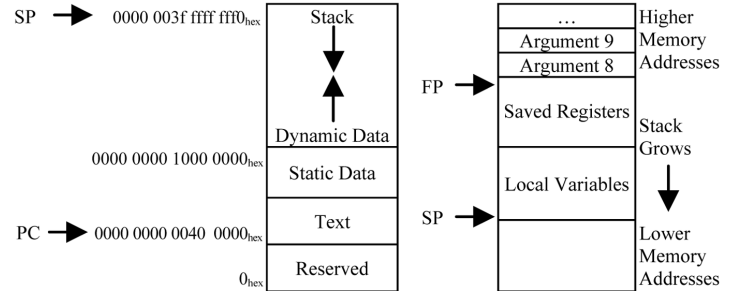 SP 0000 003f ffff fff0hex
Stack
Dynamic Data
0000 0000 1000 0000hex
Static Data
PC 0000 0000 0040 0000hex
Text
0hex
Reserved
…
Argument 9
Argument 8
FP
Saved Registers
Local Variables
SP
Higher
Memory
Addresses
Stack
Grows
Lower
Memory
Addresses